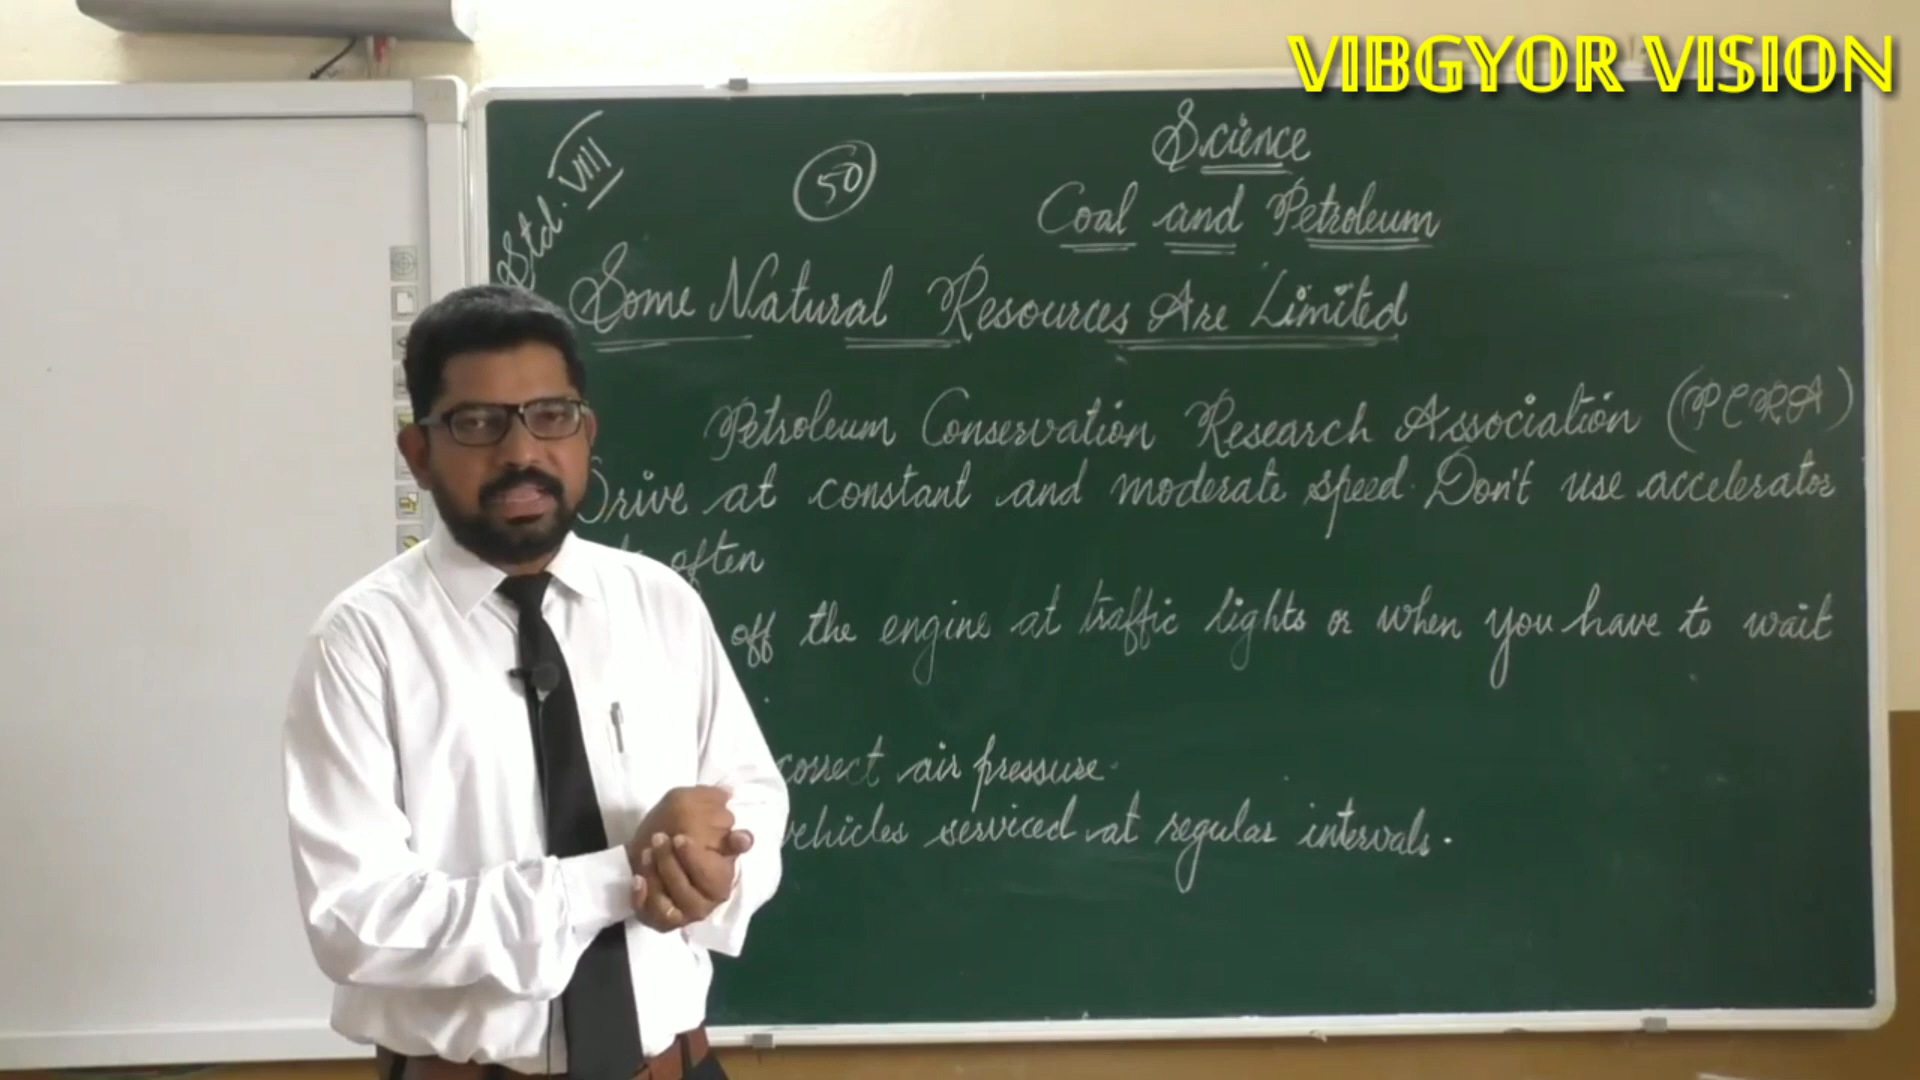 VIBGYOR VISION
Std. VIII
50
Science
Coal and Petroleum
Some Natural Resources Are Limited
Petroleum Conservation Research Association (PCRA)
Drive at constant and moderate speed. Don't use accelerator
often
off the engine at traffic lights or when you have to wait
correct air pressure.
vehicles serviced at regular intervals.